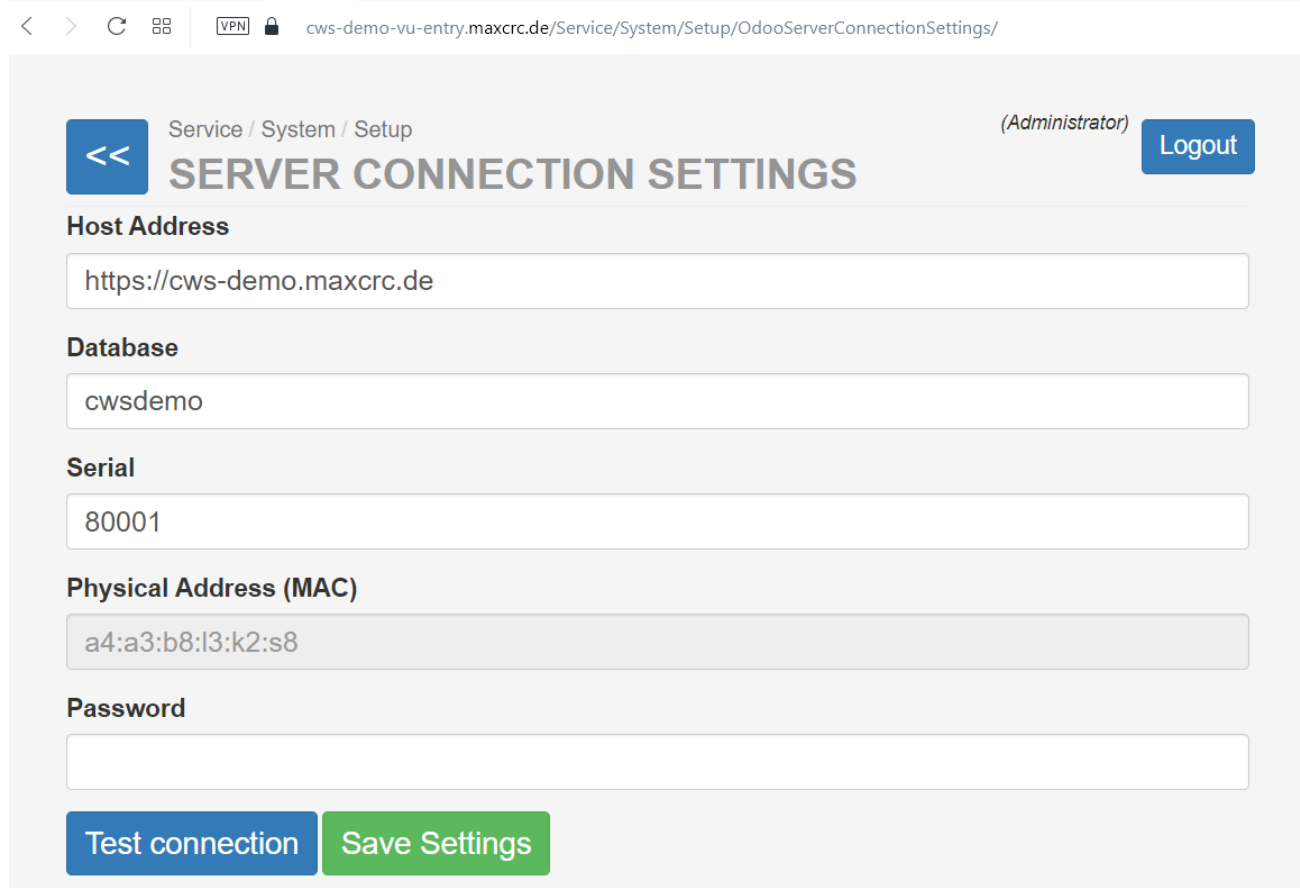 VPN cws-demo-vu-entry.maxcrc.de/Service/System/Setup/OdooServerConnectionSettings/
<< Service / System / Setup (Administrator) Logout
SERVER CONNECTION SETTINGS
Host Address
https://cws-demo.maxcrc.de
Database
cwsdemo
Serial
80001
Physical Address (MAC)
a4:a3:b8:l3:k2:s8
Password
Test connection Save Settings